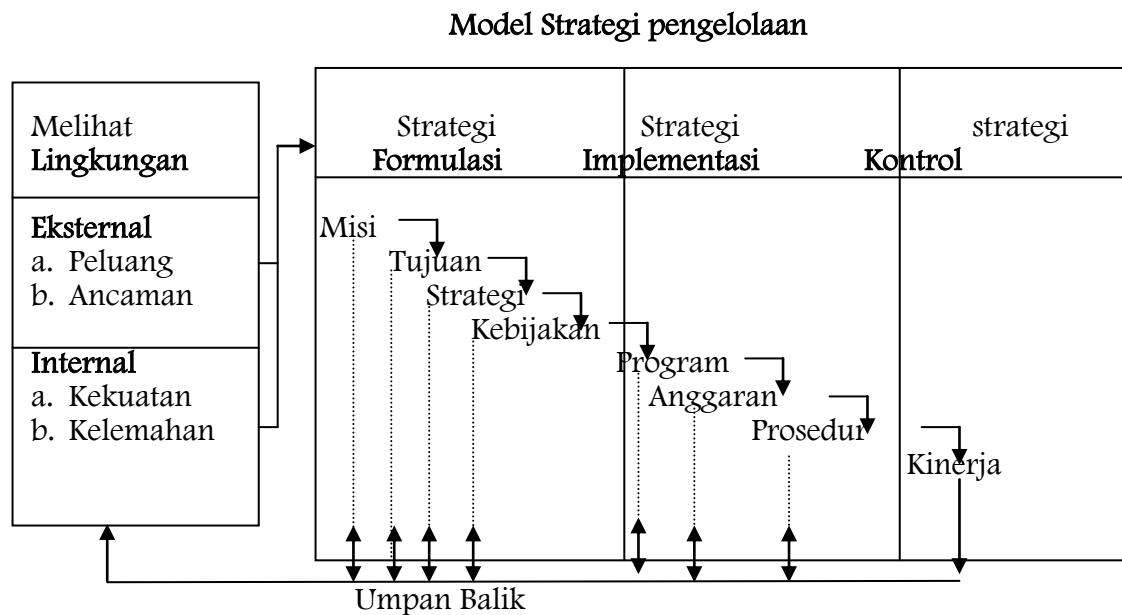 Model Strategi pengelolaan
Melihat
Lingkungan
Eksternal
a. Peluang
b. Ancaman
Internal
a. Kekuatan
b. Kelemahan
Strategi Strategi strategi
Formulasi Implementasi Kontrol
Misi
Tujuan
Strategi
Kebijakan
Program
Anggaran
Prosedur
Kinerja
Umpan Balik